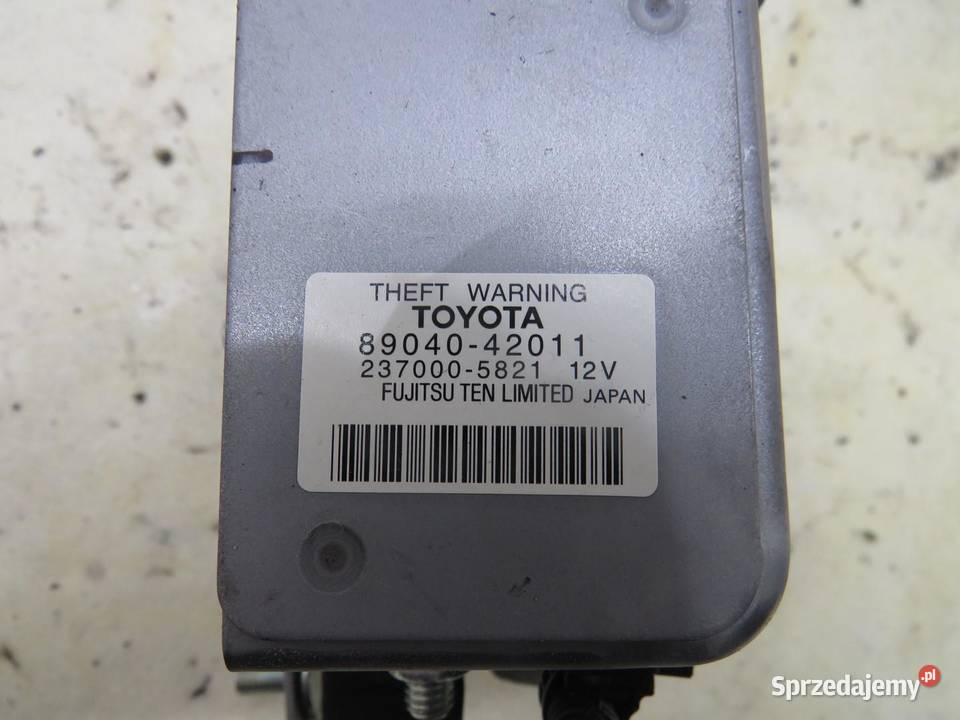 THEFT WARNING
TOYOTA
89040-42011
237000-5821 12V
FUJITSU TEN LIMITED JAPAN
Sprzedajemy.pl